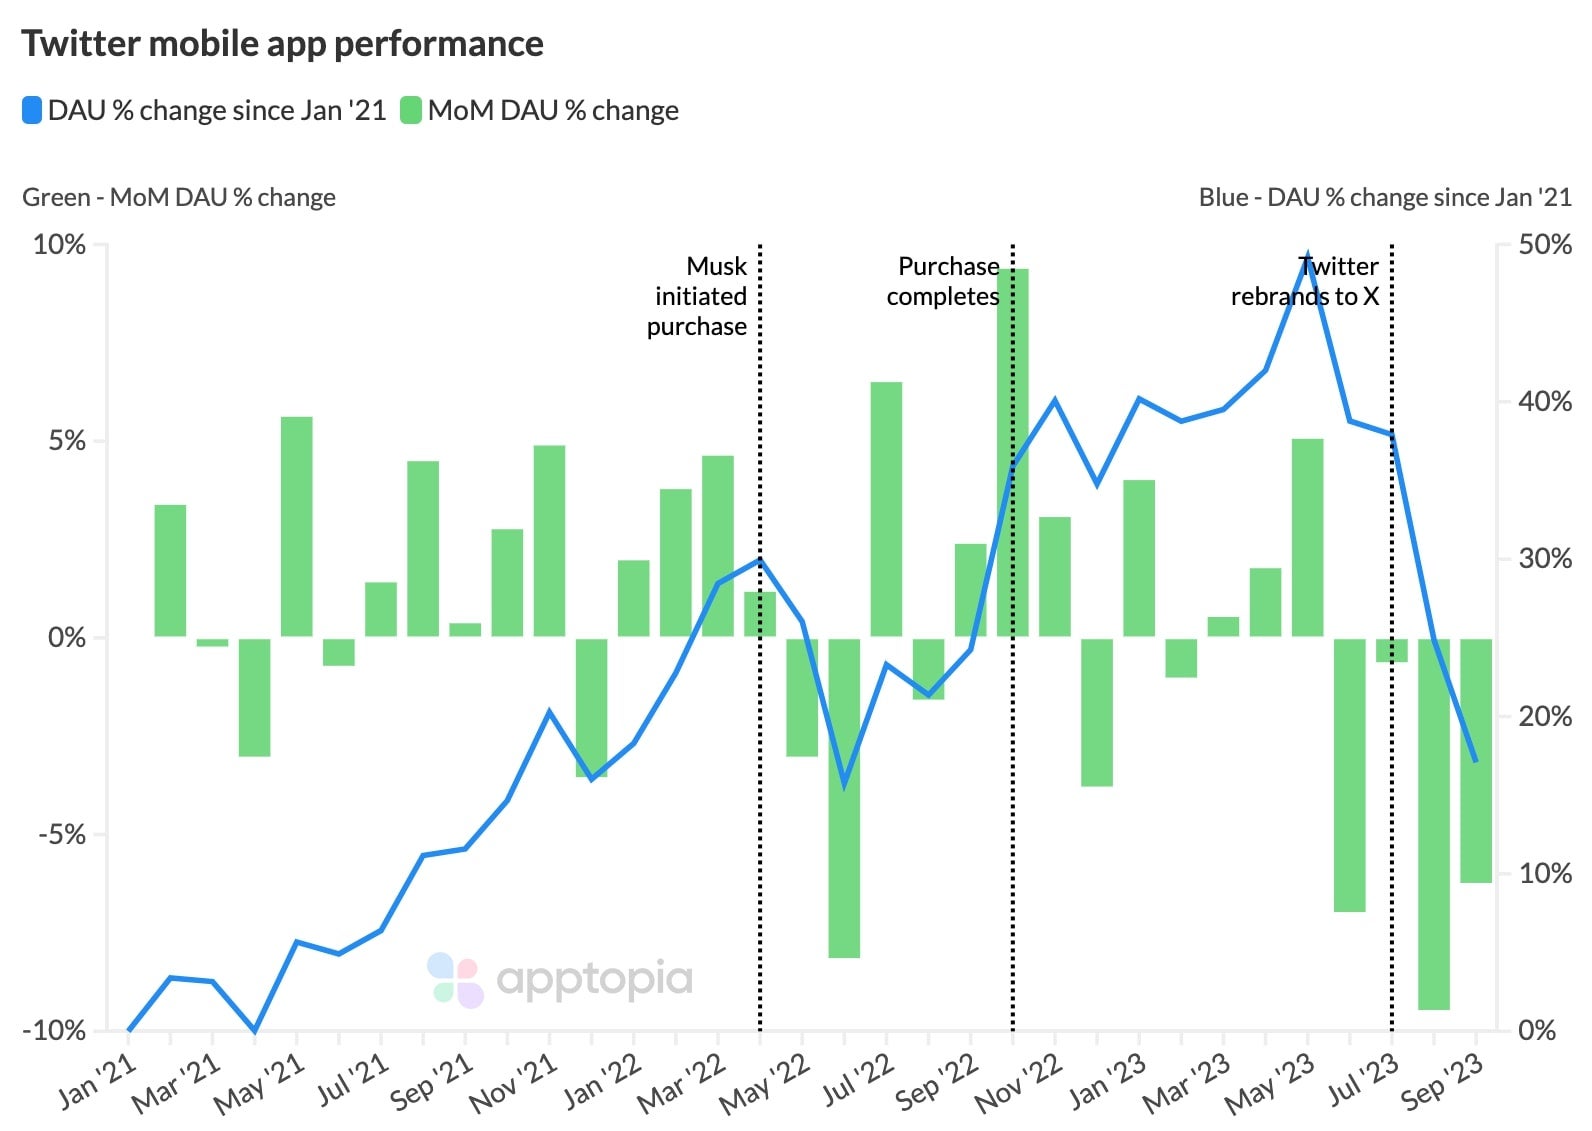 Twitter mobile app performance
DAU % change since Jan '21 MoM DAU % change
Green - MoM DAU % change Blue - DAU % change since Jan '21
10% 50%
Musk
initiated
purchase
Purchase
completes
Twitter
rebrands to X
40%
5%
30%
0%
20%
-5%
10%
apptopia
-10% 0%
Jan '21 Mar '21 May '21 Jul '21 Sep '21 Nov '21 Jan '22 Mar '22 May '22 Jul '22 Sep '22 Nov '22 Jan '23 Mar '23 May '23 Jul '23 Sep '23